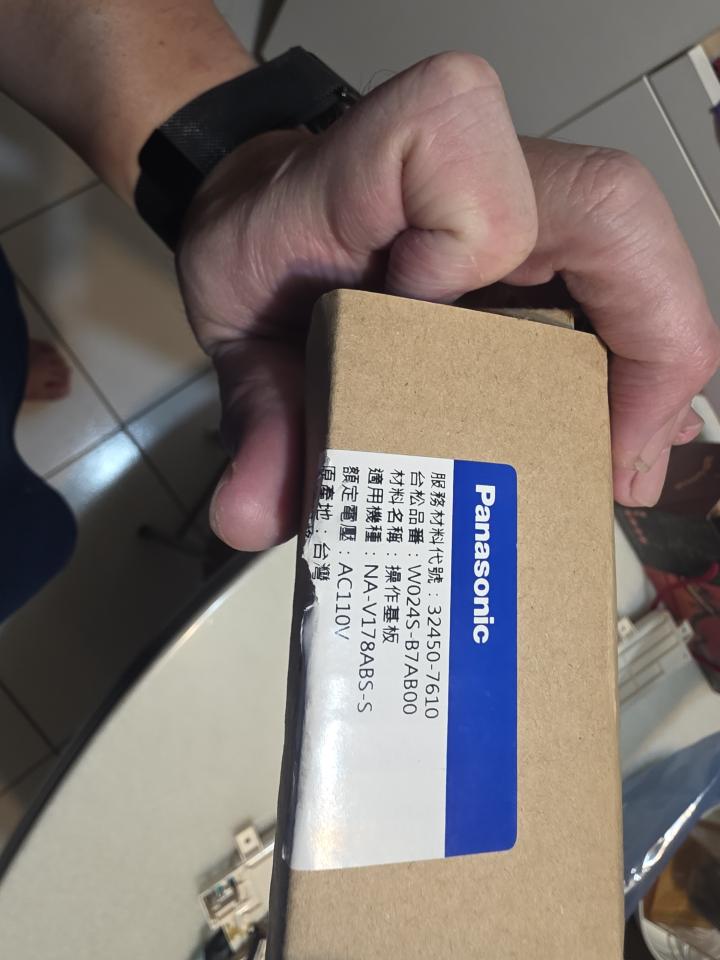 Panasonic
服務材料代號：32450-7610
台松品番：W024S-B7AB00
材料名稱：操作基板
適用機種：NA-V178ABS-S
額定電壓：AC110V
原產地：台灣